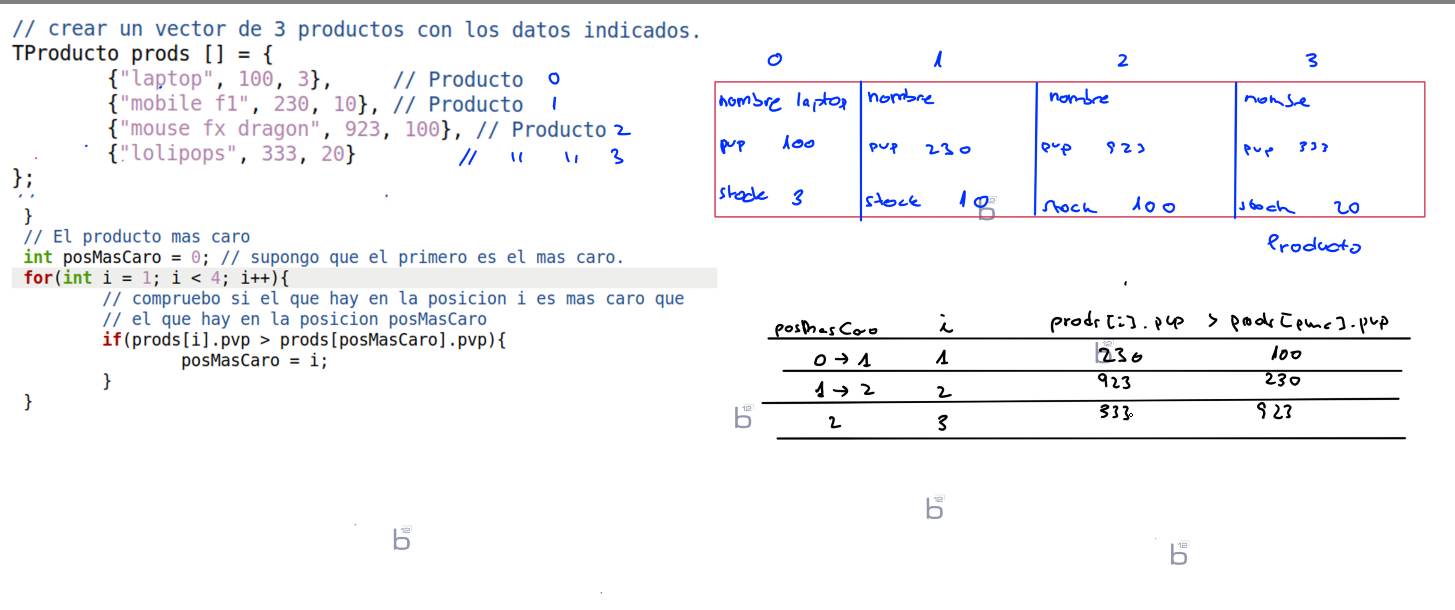 // crear un vector de 3 productos con los datos indicados.
TProducto prods [] = {
{"laptop", 100, 3}, // Producto 0
{"mobile f1", 230, 10}, // Producto 1
{"mouse fx dragon", 923, 100}, // Producto 2
{"lolipops", 333, 20} // " " 3
};
}
// El producto mas caro
int posMasCaro = 0; // supongo que el primero es el mas caro.
for(int i = 1; i < 4; i++){
// compruebo si el que hay en la posicion i es mas caro que
// el que hay en la posicion posMasCaro
if(prods[i].pvp > prods[posMasCaro].pvp){
posMasCaro = i;
}
}
0 1 2 3
nombre laptop nombre nombre nombre
pvp 100 pvp 230 pvp 923 pvp 333
stock 3 stock 10 stock 100 stock 20
Producto
posMasCaro i prods[i].pvp > prods[pmc].pvp
0 → 1 1 230 100
1 → 2 2 923 230
2 3 333 923